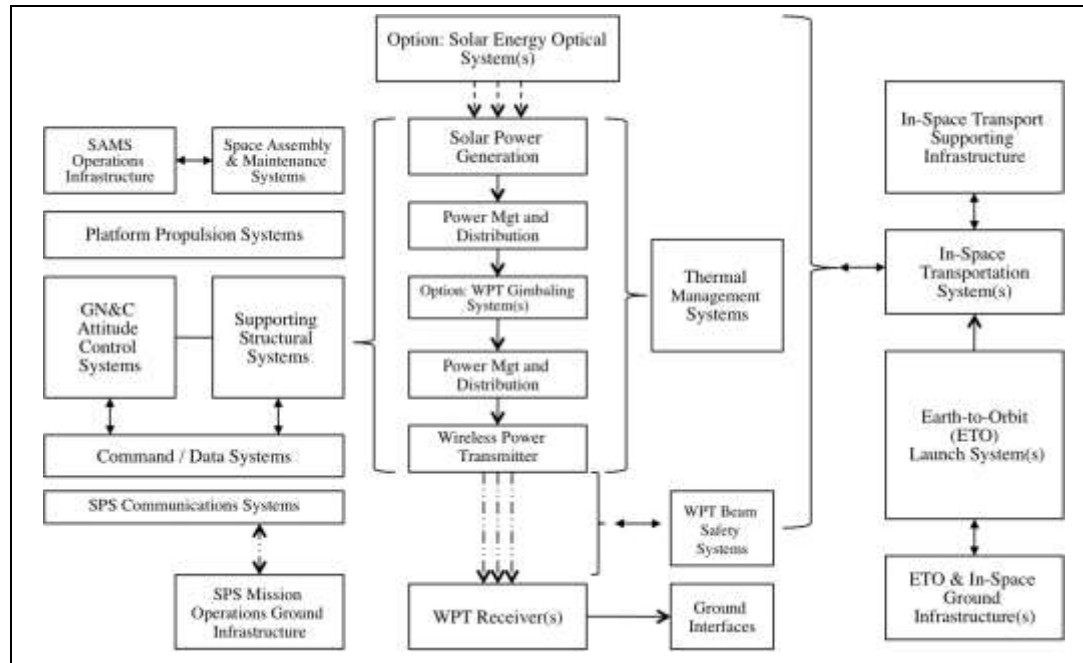 Option: Solar Energy Optical
System(s)
Solar Power
Generation
Power Mgt and
Distribution
Option: WPT Gimbaling
System(s)
Power Mgt and
Distribution
Wireless Power
Transmitter
WPT Receiver(s)
SAMS
Operations
Infrastructure
Space Assembly
& Maintenance
Systems
Platform Propulsion Systems
GN&C
Attitude
Control
Systems
Supporting
Structural
Systems
Command / Data Systems
SPS Communications Systems
SPS Mission
Operations Ground
Infrastructure
Thermal
Management
Systems
WPT Beam
Safety
Systems
Ground
Interfaces
In-Space Transport
Supporting
Infrastructure
In-Space
Transportation
System(s)
Earth-to-Orbit
(ETO)
Launch System(s)
ETO & In-Space
Ground
Infrastructure(s)